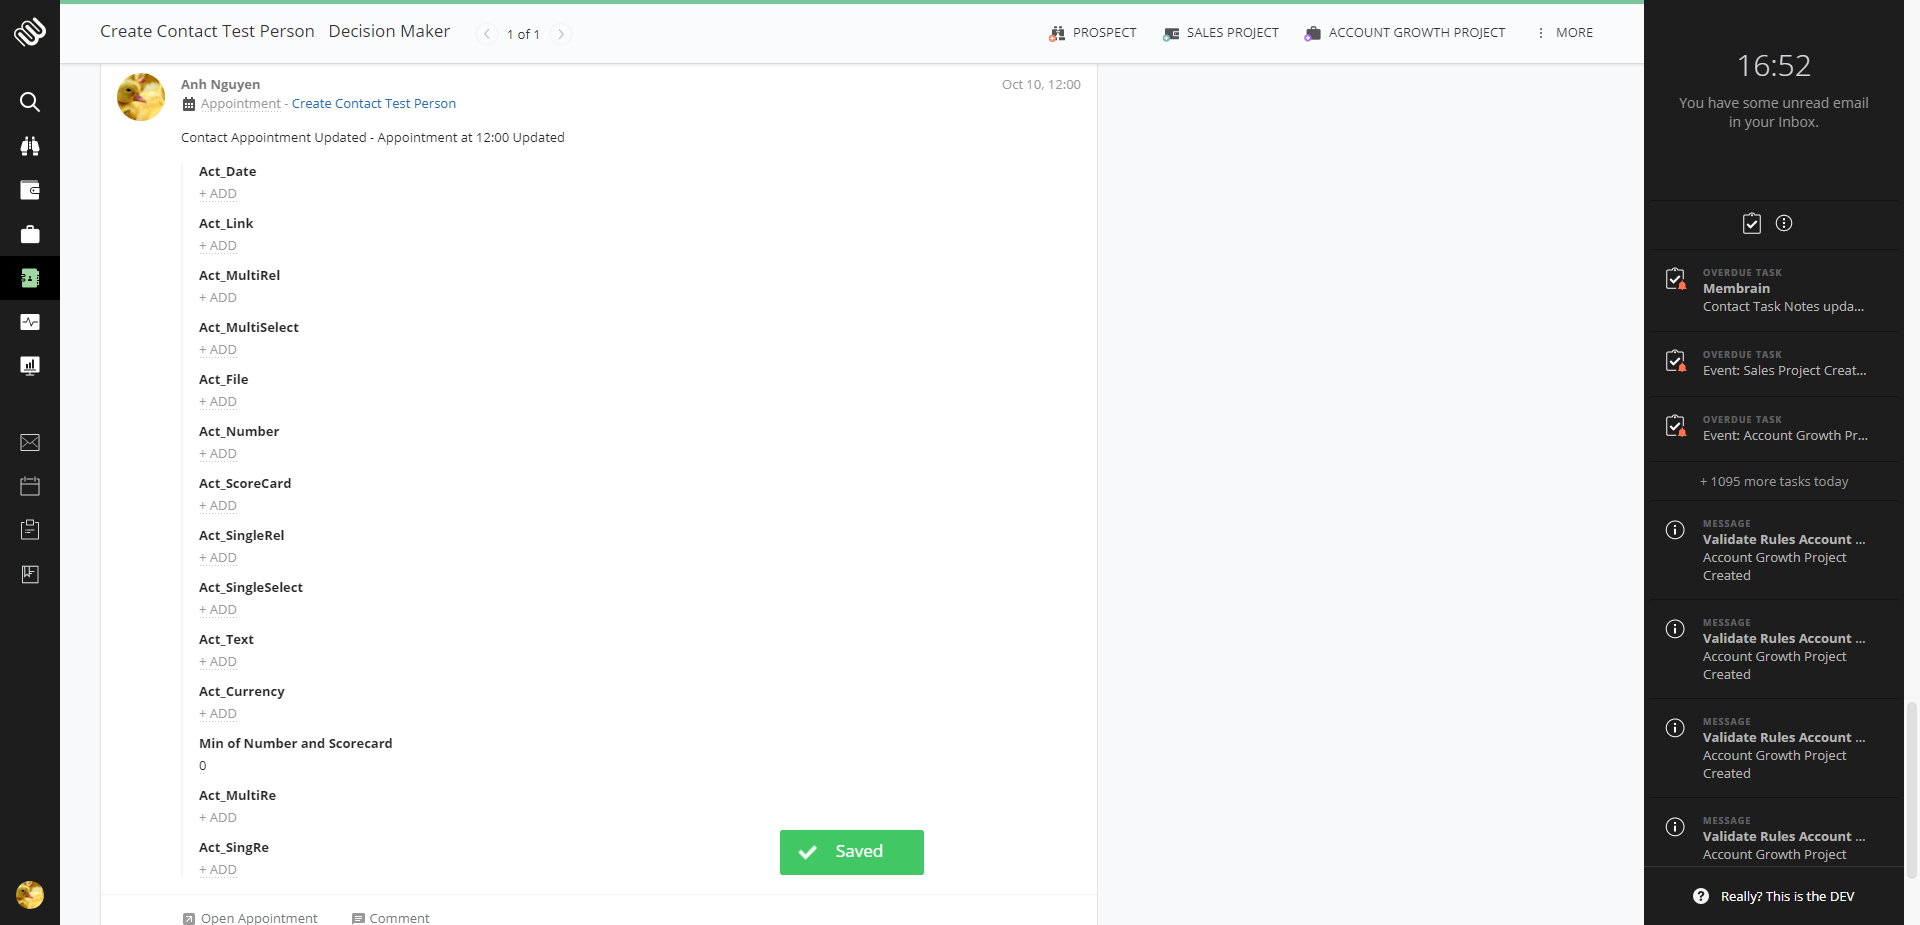 Create Contact Test Person Decision Maker 1 of 1 PROSPECT SALES PROJECT ACCOUNT GROWTH PROJECT MORE
Anh Nguyen Oct 10, 12:00
Appointment - Create Contact Test Person
Contact Appointment Updated - Appointment at 12:00 Updated
Act_Date
+ ADD
Act_Link
+ ADD
Act_MultiRel
+ ADD
Act_MultiSelect
+ ADD
Act_File
+ ADD
Act_Number
+ ADD
Act_ScoreCard
+ ADD
Act_SingleRel
+ ADD
Act_SingleSelect
+ ADD
Act_Text
+ ADD
Act_Currency
+ ADD
Min of Number and Scorecard
0
Act_MultiRe
+ ADD
Act_SingRe
+ ADD
Saved
Open Appointment Comment
16:52
You have some unread email
in your Inbox.
OVERDUE TASK
Membrain
Contact Task Notes upda...
OVERDUE TASK
Event: Sales Project Creat...
OVERDUE TASK
Event: Account Growth Pr...
+ 1095 more tasks today
MESSAGE
Validate Rules Account ...
Account Growth Project
Created
MESSAGE
Validate Rules Account ...
Account Growth Project
Created
MESSAGE
Validate Rules Account ...
Account Growth Project
Created
MESSAGE
Validate Rules Account ...
Account Growth Project
Really? This is the DEV